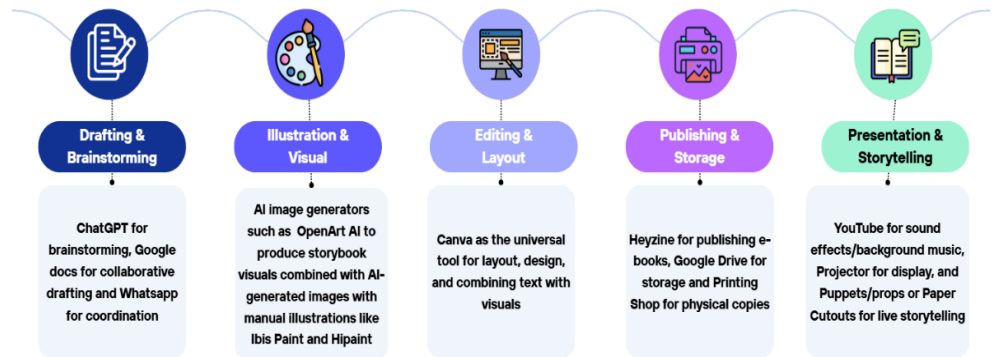 Drafting &
Brainstorming
Illustration &
Visual
Editing &
Layout
Publishing &
Storage
Presentation &
Storytelling
ChatGPT for
brainstorming, Google
docs for collaborative
drafting and Whatsapp
for coordination
AI image generators
such as OpenArt AI to
produce storybook
visuals combined with AI-
generated images with
manual illustrations like
Ibis Paint and Hipaint
Canva as the universal
tool for layout, design,
and combining text with
visuals
Heyzine for publishing e-
books, Google Drive for
storage and Printing
Shop for physical copies
YouTube for sound
effects/background music,
Projector for display, and
Puppets/props or Paper
Cutouts for live storytelling